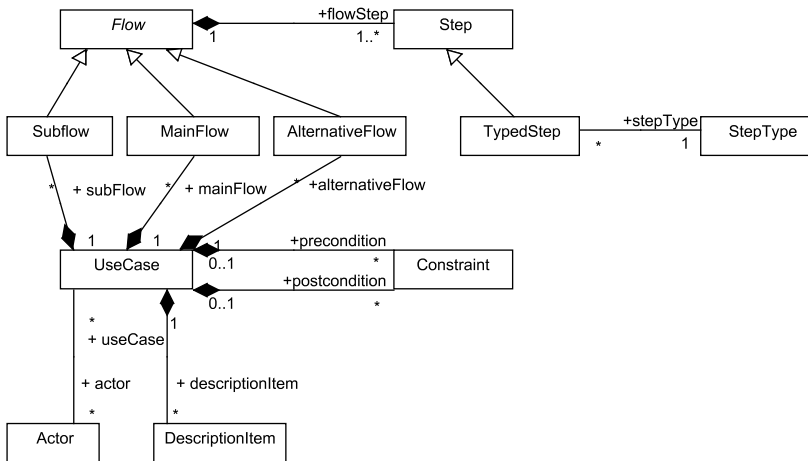 Flow
+flowStep
Step
1
1..*
Subflow
MainFlow
AlternativeFlow
TypedStep
+stepType
StepType
*
1
* + subFlow
* + mainFlow
* +alternativeFlow
1
1
1
+precondition
UseCase
0..1
*
Constraint
+postcondition
0..1
*
*
1
+ useCase
+ actor
+ descriptionItem
*
*
Actor
DescriptionItem